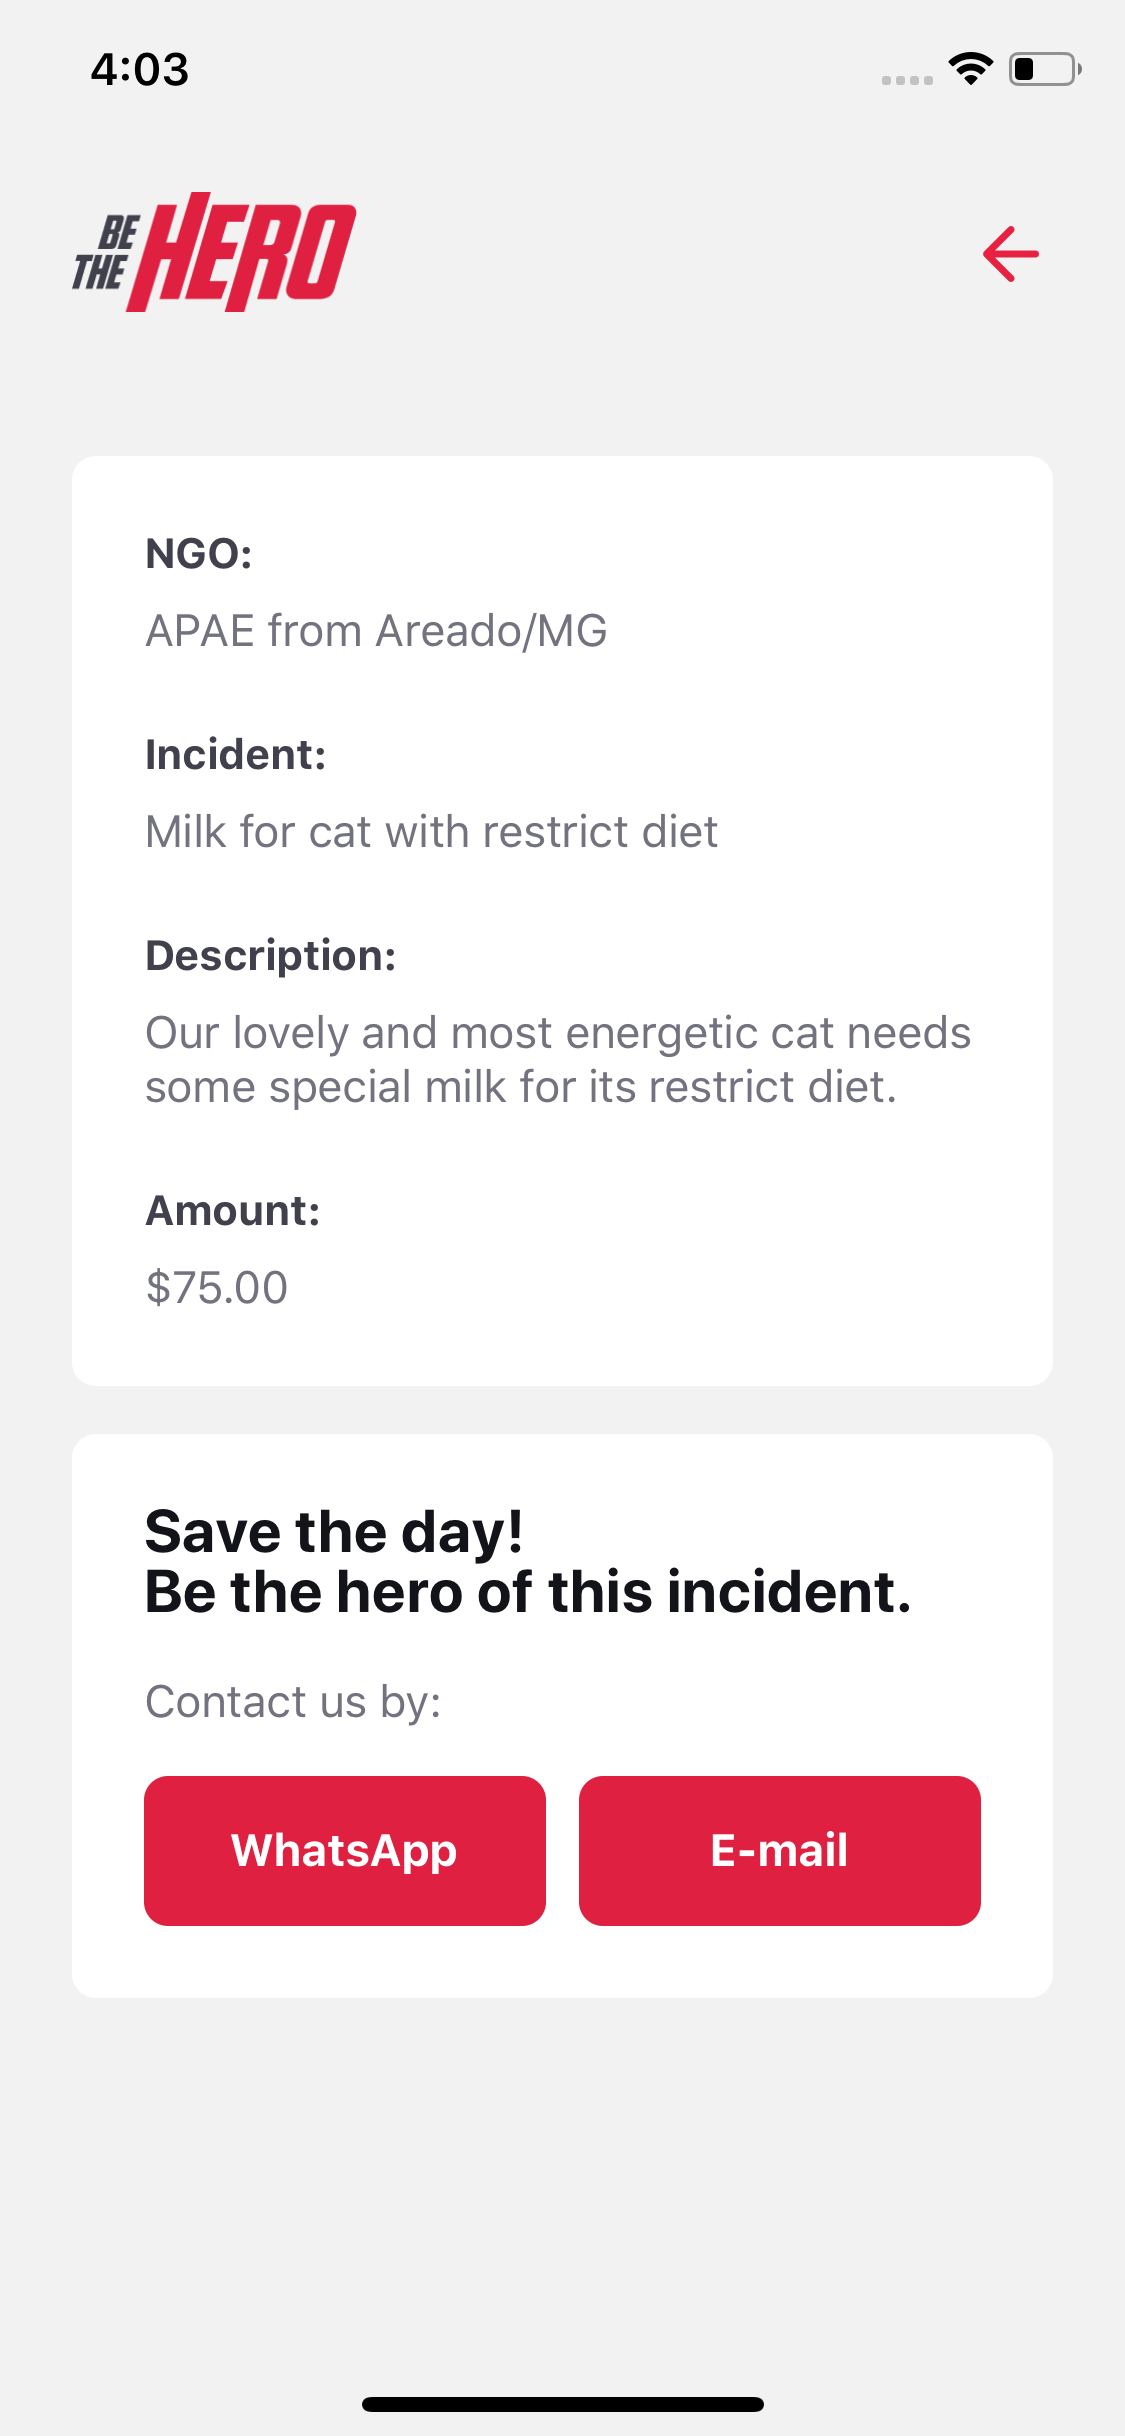 4:03
BE
THE HERO
NGO:
APAE from Areado/MG
Incident:
Milk for cat with restrict diet
Description:
Our lovely and most energetic cat needs
some special milk for its restrict diet.
Amount:
$75.00
Save the day!
Be the hero of this incident.
Contact us by:
WhatsApp
E-mail